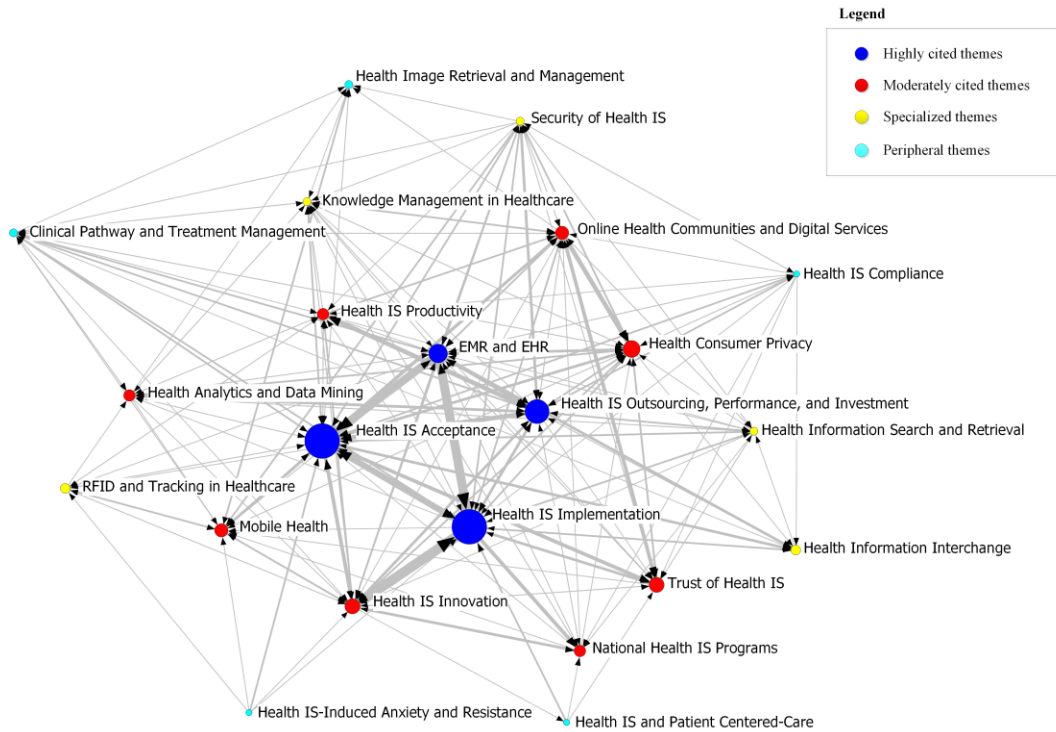 Legend
Highly cited themes
Moderately cited themes
Specialized themes
Peripheral themes
Health Image Retrieval and Management
Security of Health IS
Knowledge Management in Healthcare
Clinical Pathway and Treatment Management
Online Health Communities and Digital Services
Health IS Compliance
Health IS Productivity
EMR and EHR
Health Consumer Privacy
Health Analytics and Data Mining
Health IS Outsourcing, Performance, and Investment
Health IS Acceptance
Health Information Search and Retrieval
RFID and Tracking in Healthcare
Health IS Implementation
Mobile Health
Health Information Interchange
Trust of Health IS
Health IS Innovation
National Health IS Programs
Health IS-Induced Anxiety and Resistance
Health IS and Patient Centered-Care